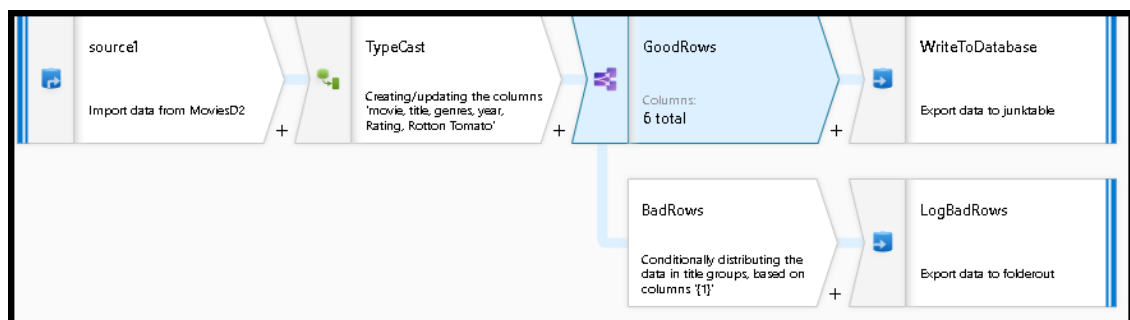 source1
Import data from MoviesD2
+
TypeCast
Creating/updating the columns
'movie, title, genres, year,
Rating, Rotton Tomato'
+
GoodRows
Columns:
6 total
+
WriteToDatabase
Export data to junktable
BadRows
Conditionally distributing the
data in title groups, based on
columns '{1}'
+
LogBadRows
Export data to folderout